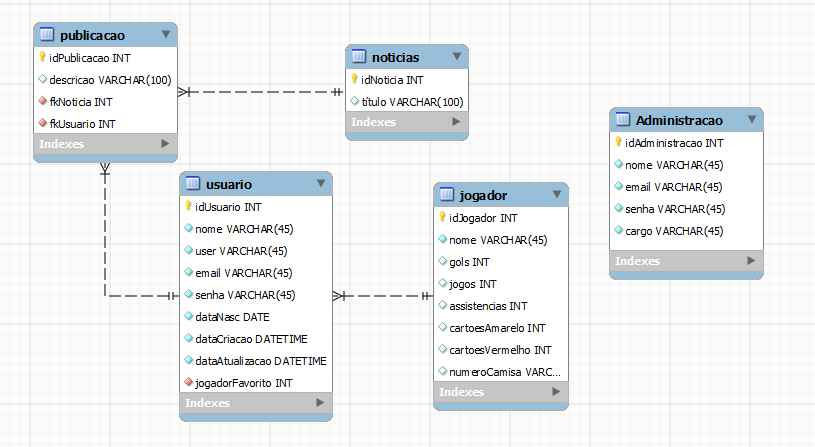 publicacao
idPublicacao INT
descricao VARCHAR(100)
fkNoticia INT
fkUsuario INT
Indexes
noticias
idNoticia INT
título VARCHAR(100)
Indexes
Administracao
idAdministracao INT
nome VARCHAR(45)
email VARCHAR(45)
senha VARCHAR(45)
cargo VARCHAR(45)
Indexes
usuario
idUsuario INT
nome VARCHAR(45)
user VARCHAR(45)
email VARCHAR(45)
senha VARCHAR(45)
dataNasc DATE
dataCriacao DATETIME
dataAtualizacao DATETIME
jogadorFavorito INT
Indexes
jogador
idJogador INT
nome VARCHAR(45)
gols INT
jogos INT
assistencias INT
cartoesAmarelo INT
cartoesVermelho INT
numeroCamisa VARC...
Indexes